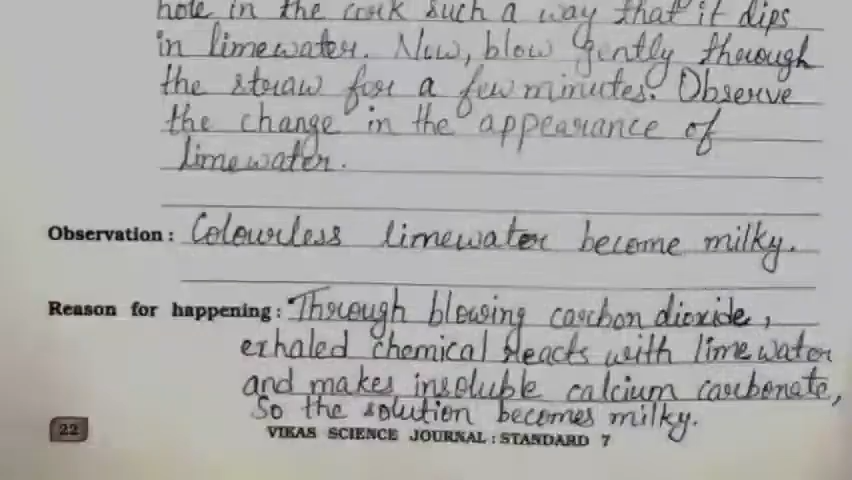 hole in the cork such a way that it dips
in limewater. Now, blow gently through
the straw for a few minutes. Observe
the change in the appearance of
limewater.
Observation : Colourless limewater become milky.
Reason for happening : Through blowing carbon dioxide,
exhaled chemical reacts with lime water
and makes insoluble calcium carbonate,
So the solution becomes milky.
22
VIKAS SCIENCE JOURNAL : STANDARD 7